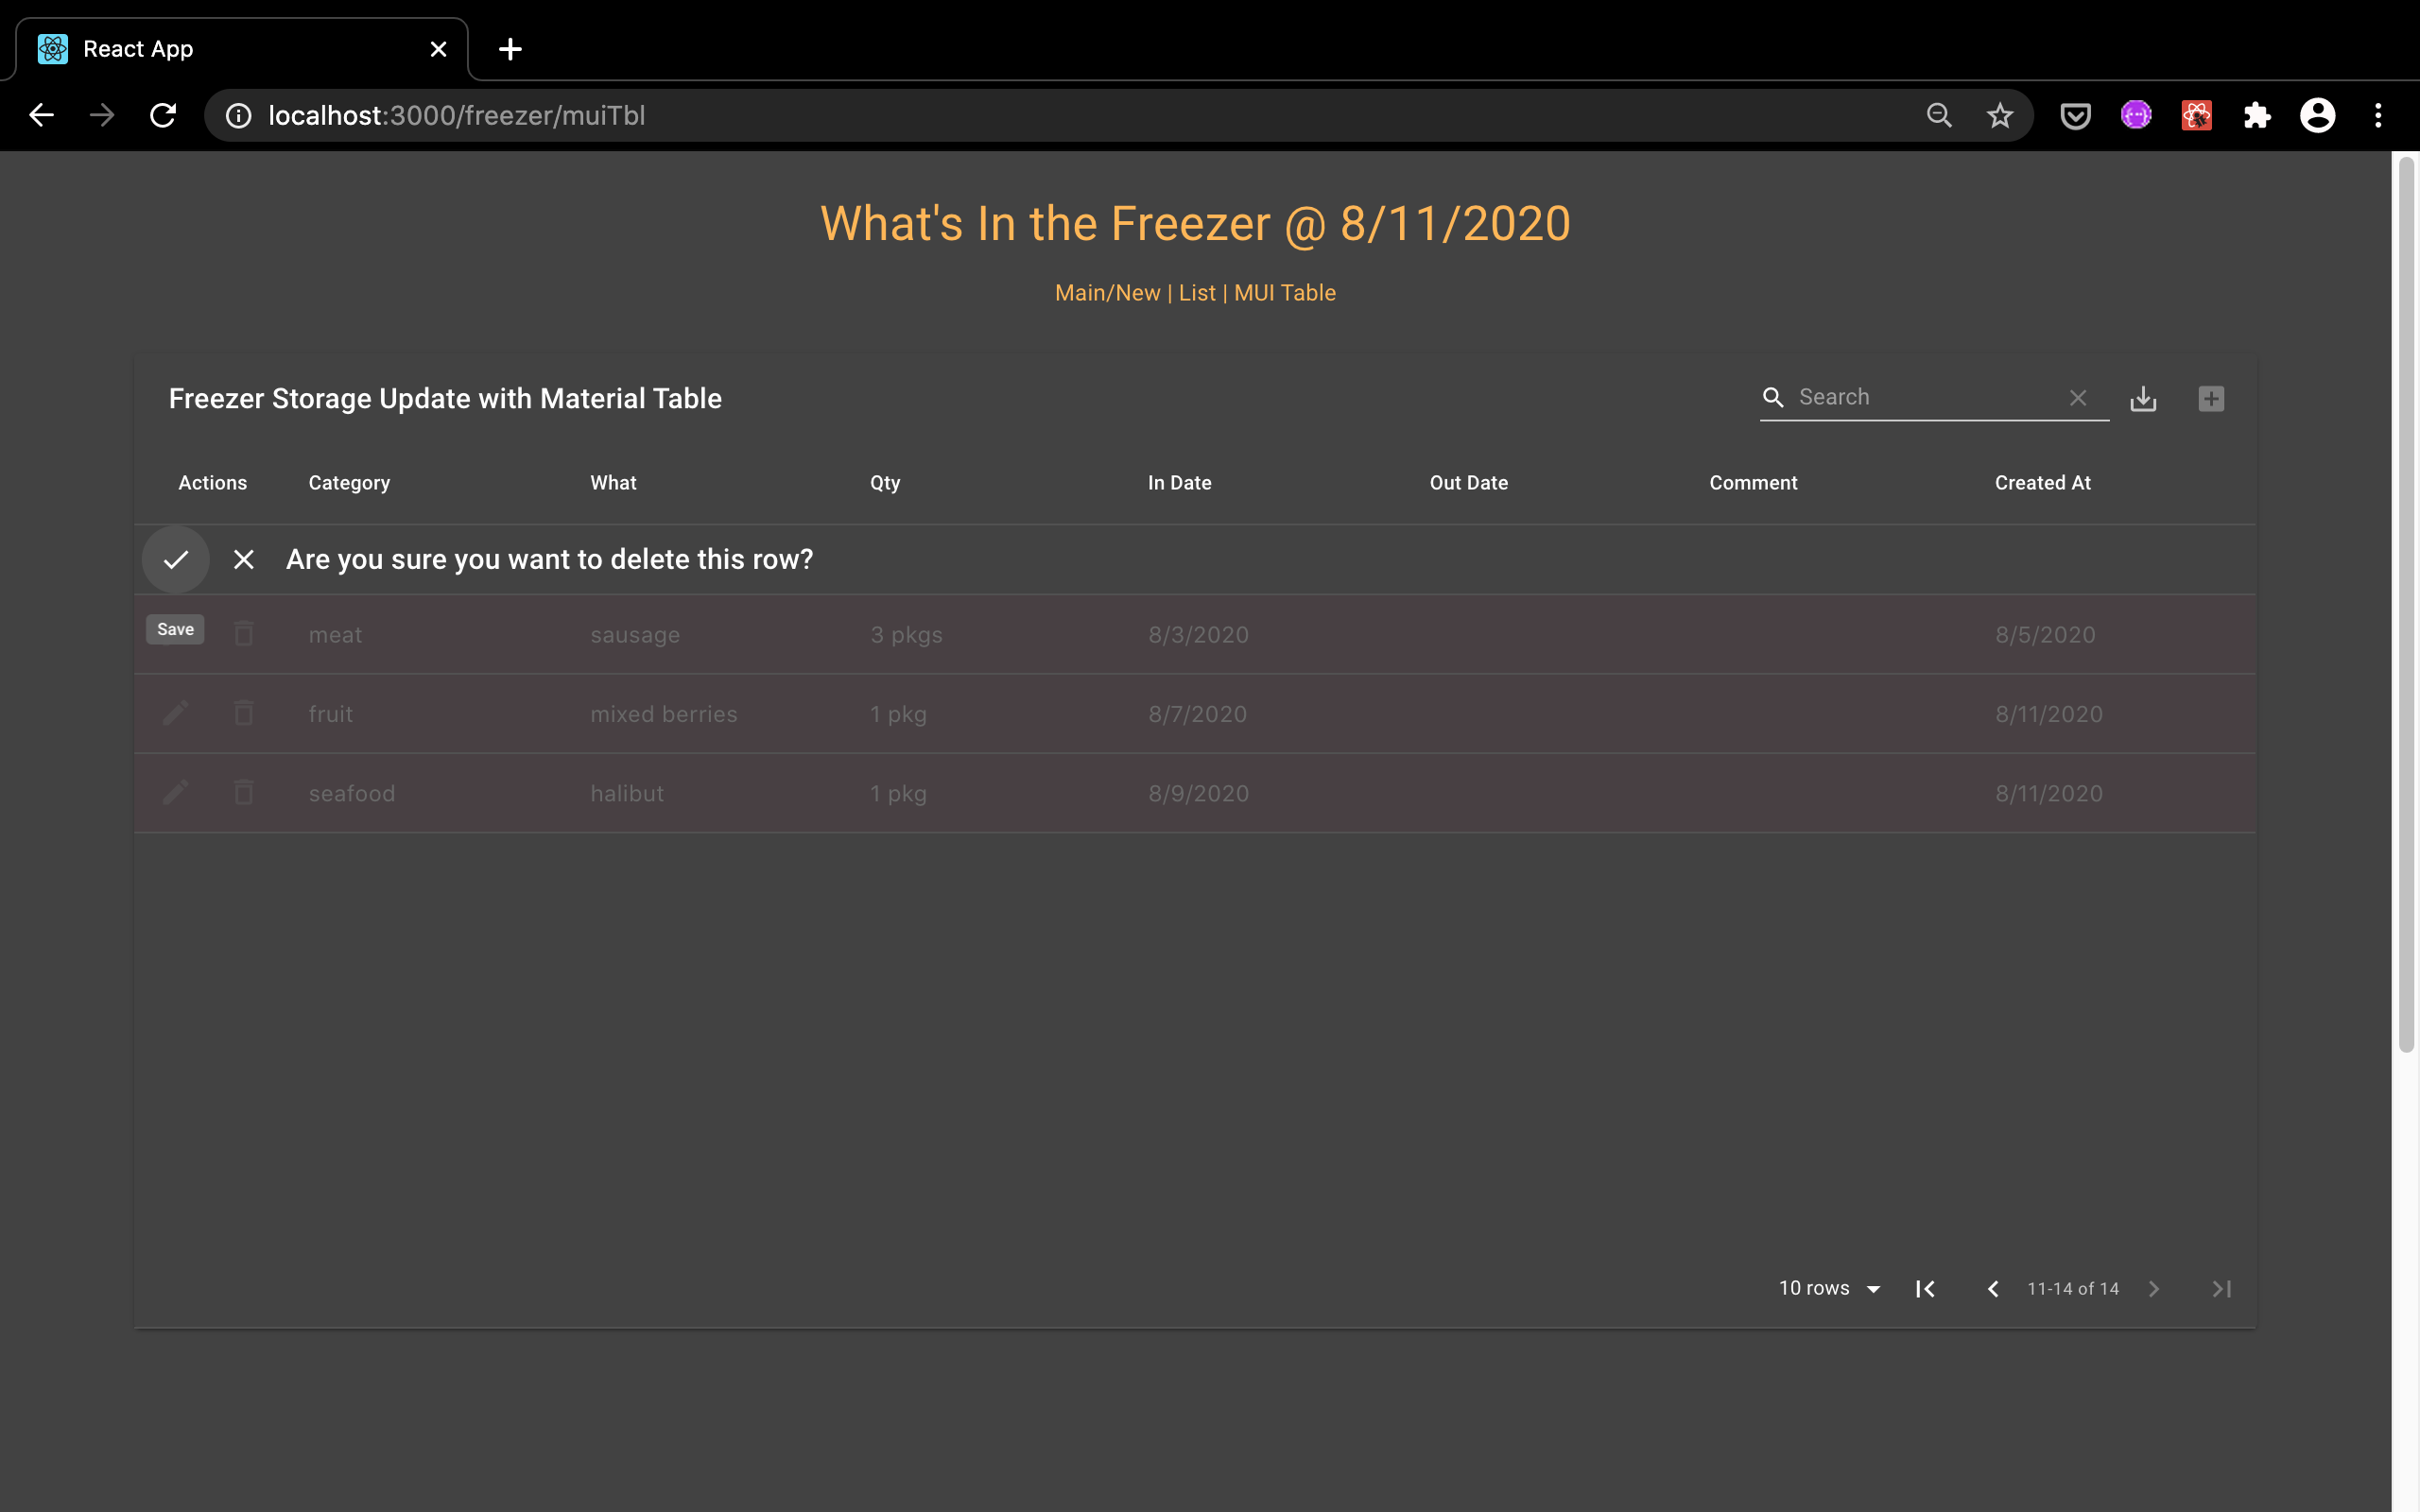 React App
localhost:3000/freezer/muiTbl
What's In the Freezer @ 8/11/2020
Main/New | List | MUI Table
Freezer Storage Update with Material Table Search
Actions Category What Qty In Date Out Date Comment Created At
Are you sure you want to delete this row?
Save meat sausage 3 pkgs 8/3/2020 8/5/2020
fruit mixed berries 1 pkg 8/7/2020 8/11/2020
seafood halibut 1 pkg 8/9/2020 8/11/2020
10 rows 11-14 of 14